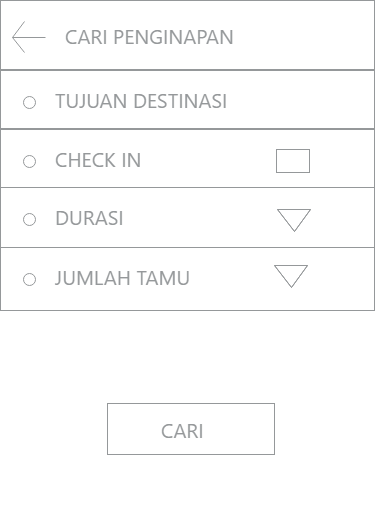 CARI PENGINAPAN
TUJUAN DESTINASI
CHECK IN
DURASI
JUMLAH TAMU
CARI